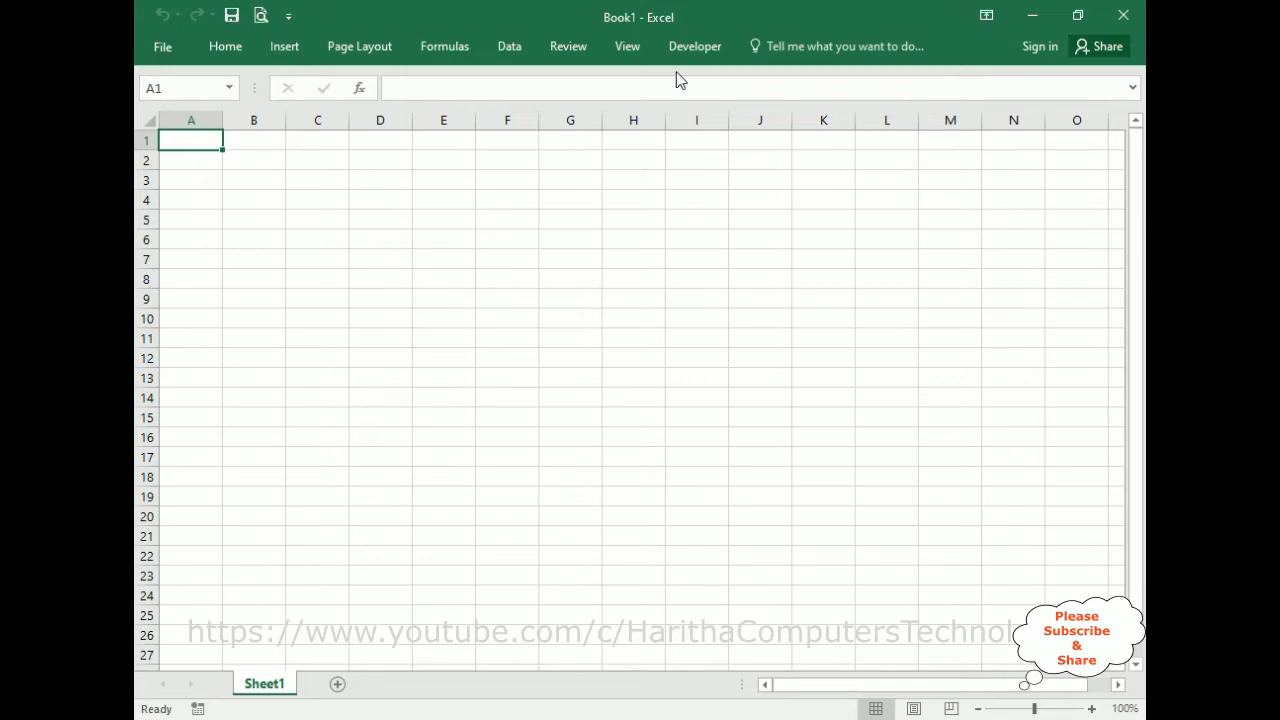 Book1 - Excel
File Home Insert Page Layout Formulas Data Review View Developer Tell me what you want to do... Sign in Share
A1 fx
A B C D E F G H I J K L M N O
1
2
3
4
5
6
7
8
9
10
11
12
13
14
15
16
17
18
19
20
21
22
23
24
25
26
27
https://www.youtube.com/c/HarithaComputersTechnol
Please
Subscribe
&
Share
Sheet1
Ready 100%